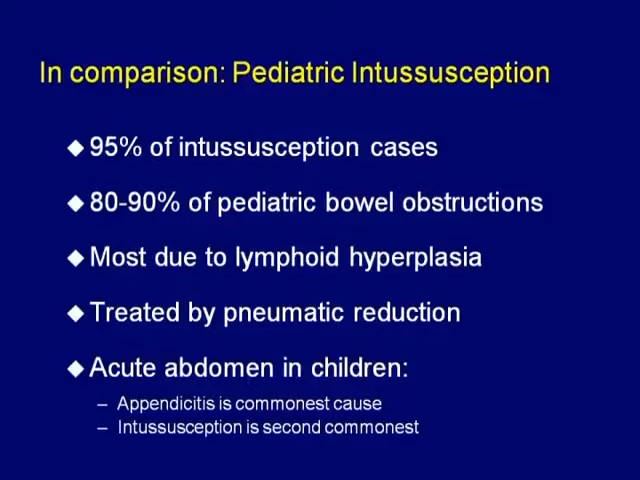 In comparison: Pediatric Intussusception
◆ 95% of intussusception cases
◆ 80-90% of pediatric bowel obstructions
◆ Most due to lymphoid hyperplasia
◆ Treated by pneumatic reduction
◆ Acute abdomen in children:
– Appendicitis is commonest cause
– Intussusception is second commonest